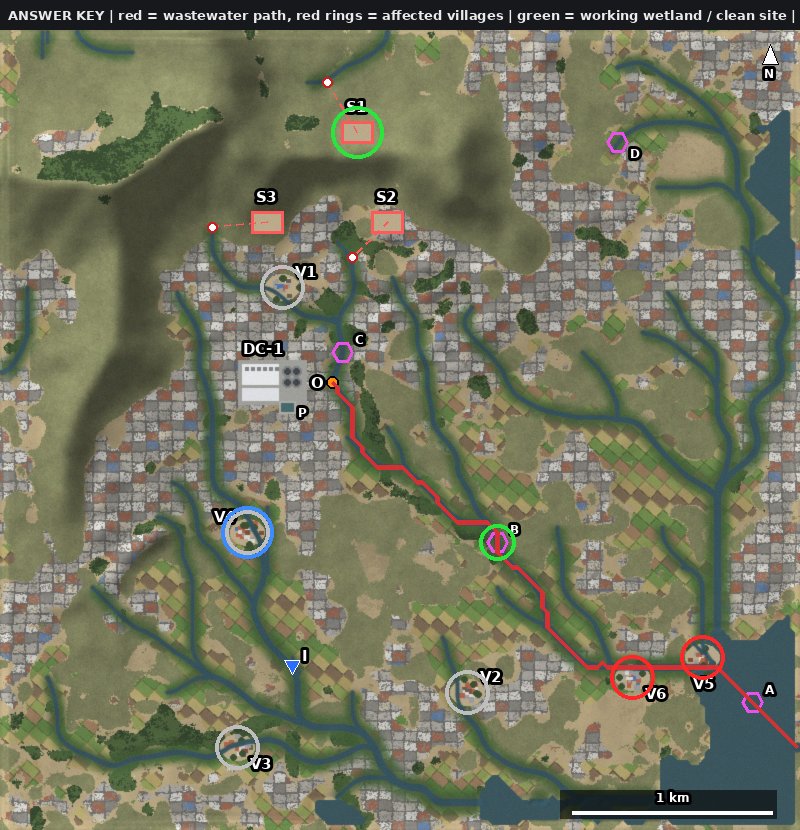 ANSWER KEY | red = wastewater path, red rings = affected villages | green = working wetland / clean site |
N
S1
D
S3
S2
V1
C
DC-1
O
P
B
I
V2
V5
V6
A
V3
1 km